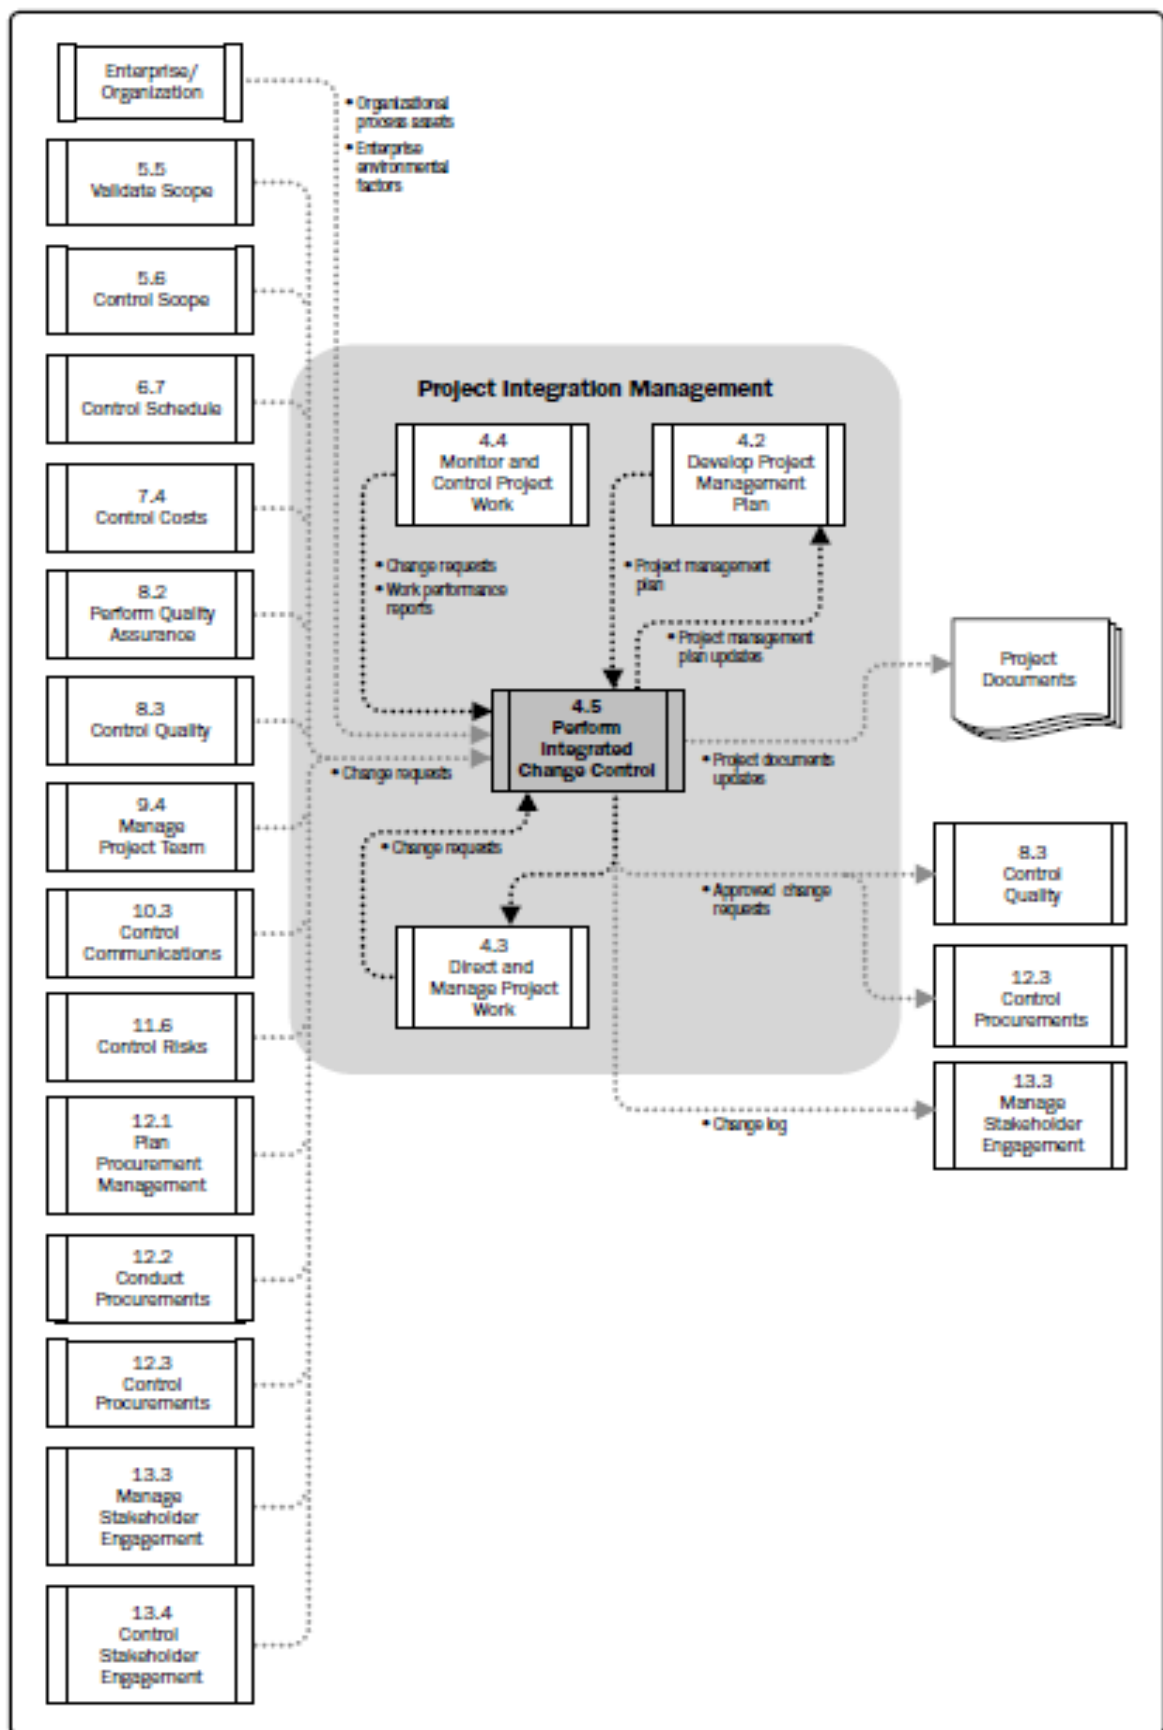 Enterprise/
Organization
• Organizational
process assets
• Enterprise
environmental
factors
5.5
Validate Scope
5.6
Control Scope
6.7
Control Schedule
7.4
Control Costs
8.2
Perform Quality
Assurance
8.3
Control Quality
9.4
Manage
Project Team
10.3
Control
Communications
11.6
Control Risks
12.1
Plan
Procurement
Management
12.2
Conduct
Procurements
12.3
Control
Procurements
13.3
Manage
Stakeholder
Engagement
13.4
Control
Stakeholder
Engagement
Project Integration Management
4.4
Monitor and
Control Project
Work
4.2
Develop Project
Management
Plan
• Change requests
• Work performance
reports
• Project management
plan
• Project management
plan updates
4.5
Perform
Integrated
Change Control
• Change requests
• Project documents
updates
• Change requests
• Approved change
requests
4.3
Direct and
Manage Project
Work
• Change log
Project
Documents
8.3
Control
Quality
12.3
Control
Procurements
13.3
Manage
Stakeholder
Engagement